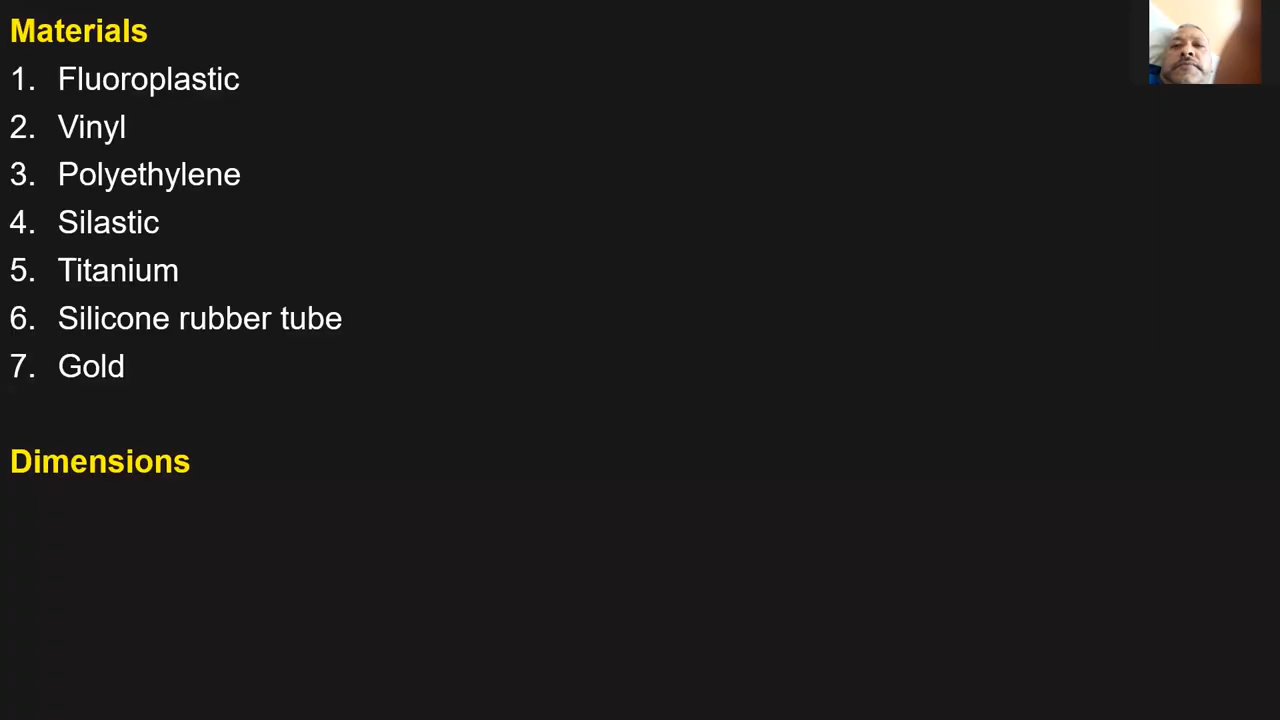 Materials
1. Fluoroplastic
2. Vinyl
3. Polyethylene
4. Silastic
5. Titanium
6. Silicone rubber tube
7. Gold
Dimensions